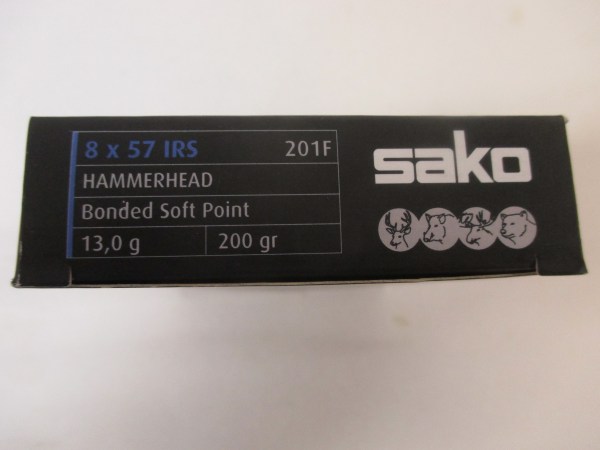 8 x 57 IRS 201F
HAMMERHEAD
Bonded Soft Point
13,0 g 200 gr
sako